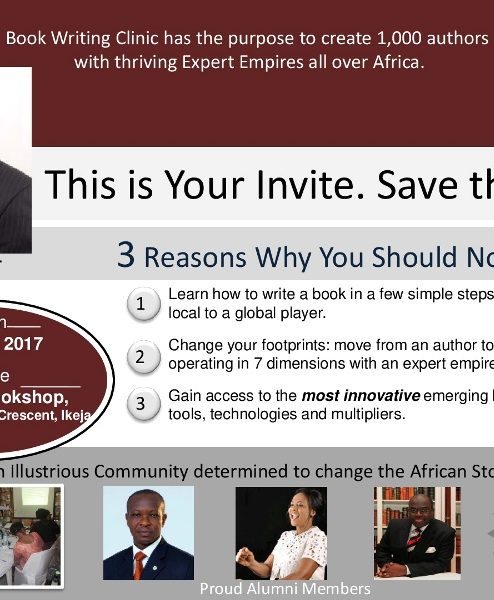 Book Writing Clinic has the purpose to create 1,000 authors
with thriving Expert Empires all over Africa.
This is Your Invite. Save th
3 Reasons Why You Should No
1 Learn how to write a book in a few simple steps
local to a global player.
2 Change your footprints: move from an author to
operating in 7 dimensions with an expert empire
3 Gain access to the most innovative emerging
tools, technologies and multipliers.
2017
e
okshop,
Crescent, Ikeja
n Illustrious Community determined to change the African Sto
Proud Alumni Members